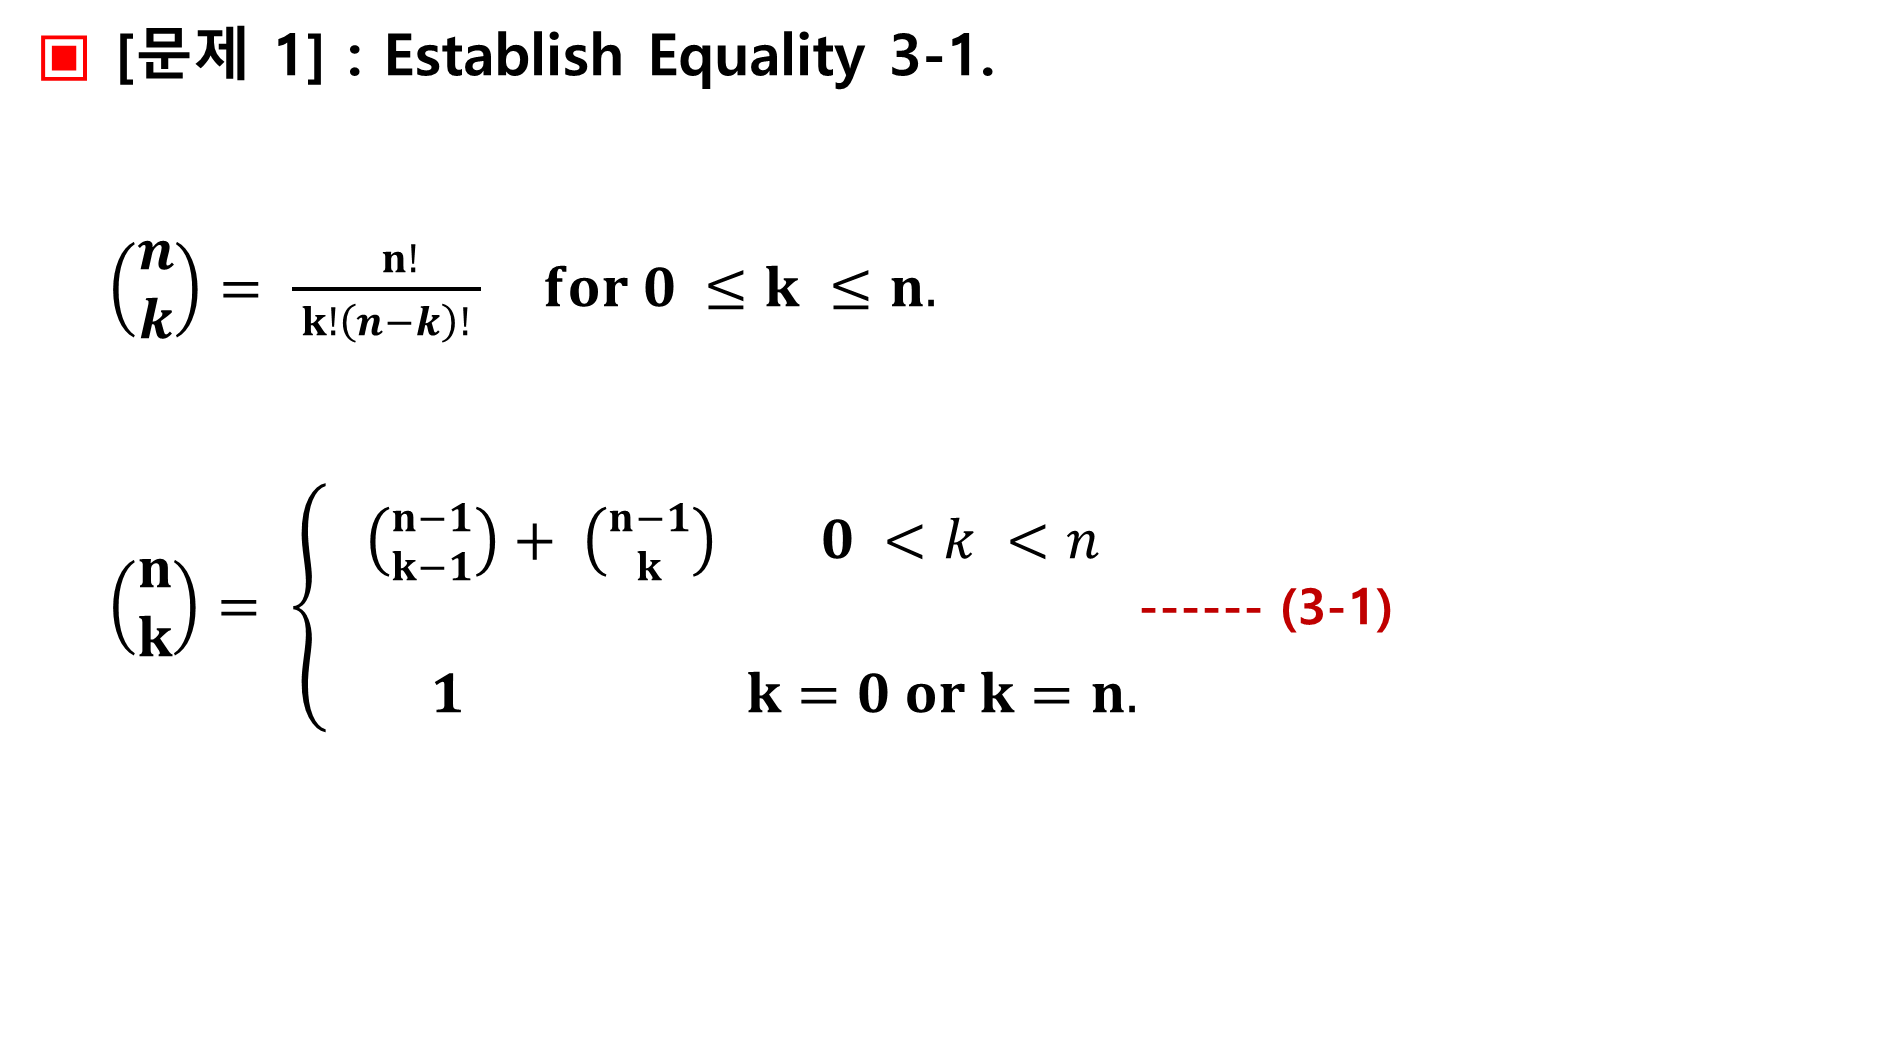 ▣ [문제 1] : Establish Equality 3-1.
(n k) = n! / k!(n−k)! for 0 ≤ k ≤ n.
(n k) = { (n−1 k−1) + (n−1 k) 0 < k < n
------ (3-1)
1 k = 0 or k = n.